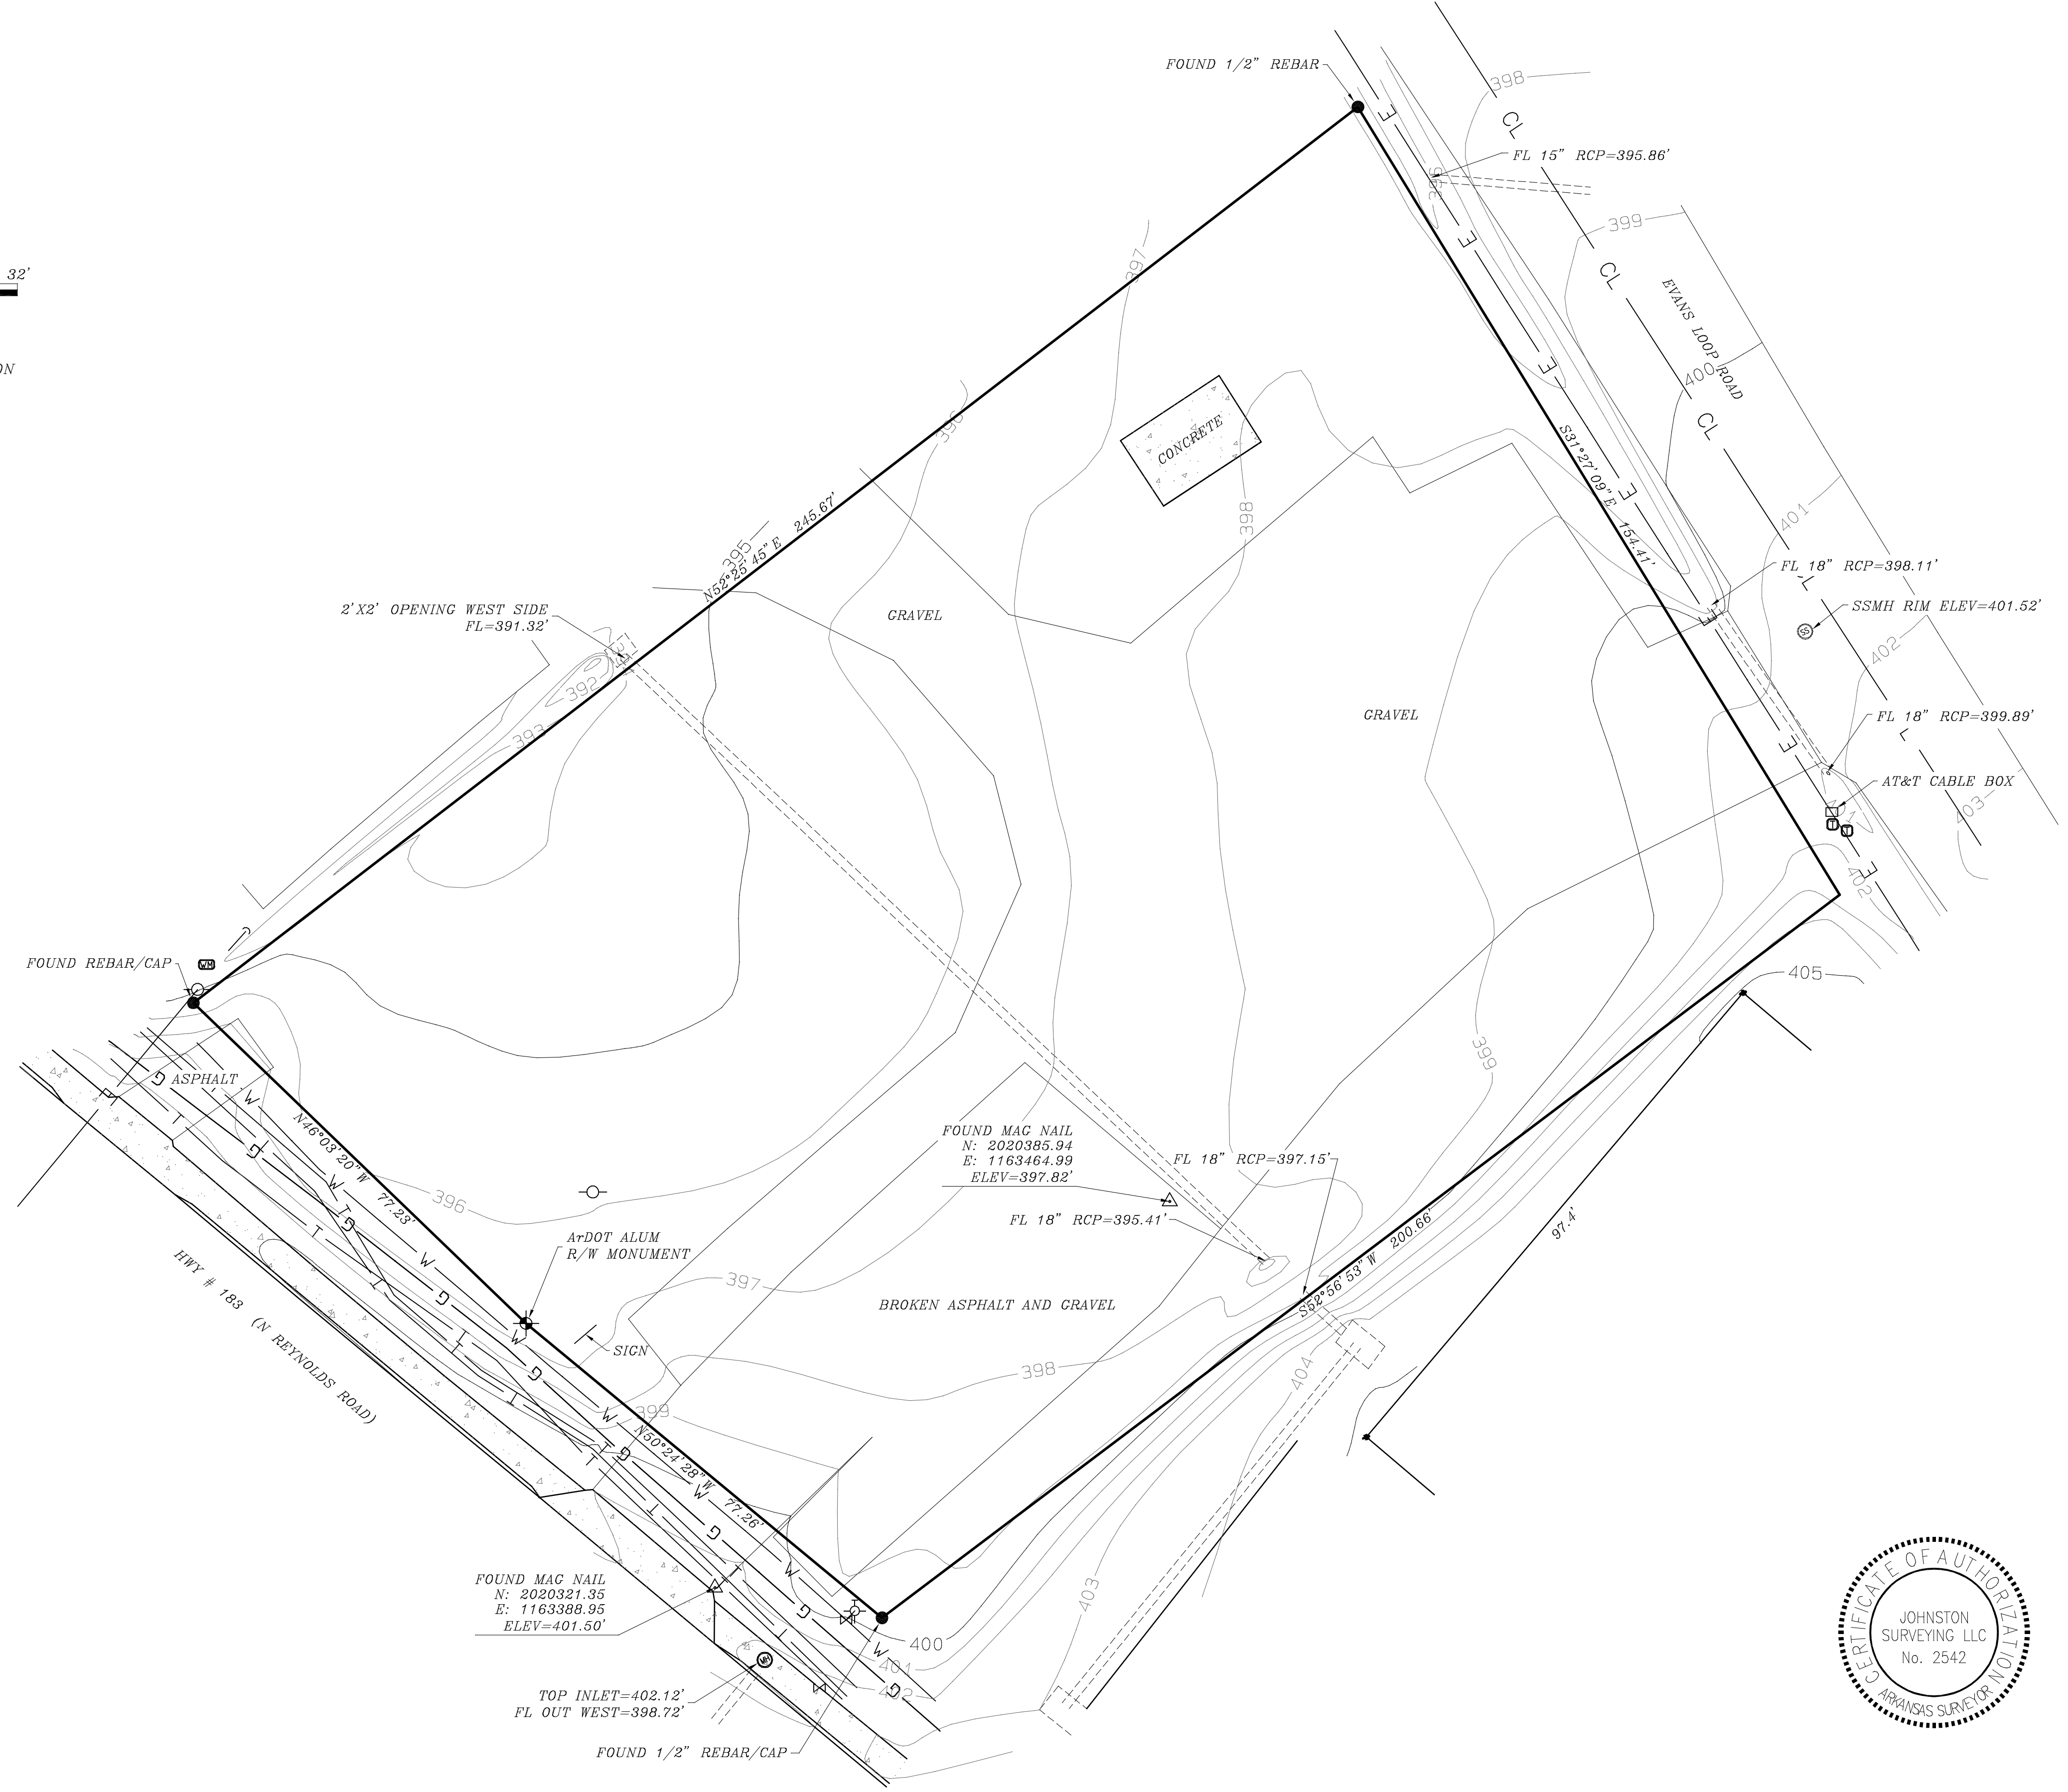 32'
ON
FOUND 1/2" REBAR
398
CL
FL 15" RCP=395.86'
E
396
399
397
CL
EVANS LOOP ROAD
E
400
E
396
CL
CONCRETE
S31°27'09"E 154.41'
N52°25'45"E 245.67'
E
395
398
401
FL 18" RCP=398.11'
2'X2' OPENING WEST SIDE
FL=391.32'
GRAVEL
E
SSMH RIM ELEV=401.52'
SS
402
392
393
GRAVEL
FL 18" RCP=399.89'
E
AT&T CABLE BOX
403
T
T
402
E
FOUND REBAR/CAP
WM
405
ASPHALT
G
T
W
399
N46°03'20"W 77.23'
G
FOUND MAG NAIL
N: 2020385.94
E: 1163464.99
ELEV=397.82'
FL 18" RCP=397.15'
W
T
396
G
T
FL 18" RCP=395.41'
97.4'
S52°56'53"W 200.66'
ArDOT ALUM
R/W MONUMENT
W
397
HWY # 183 (N REYNOLDS ROAD)
T
G
BROKEN ASPHALT AND GRAVEL
W
T
SIGN
G
398
404
T
W
399
N50°24'28"W 77.26'
G
T
W
T
G
T
W
FOUND MAG NAIL
N: 2020321.35
E: 1163388.95
ELEV=401.50'
403
G
T
400
W
401
402
G
TOP INLET=402.12'
FL OUT WEST=398.72'
FOUND 1/2" REBAR/CAP
CERTIFICATE OF AUTHORIZATION
JOHNSTON
SURVEYING LLC
No. 2542
ARKANSAS SURVEYOR